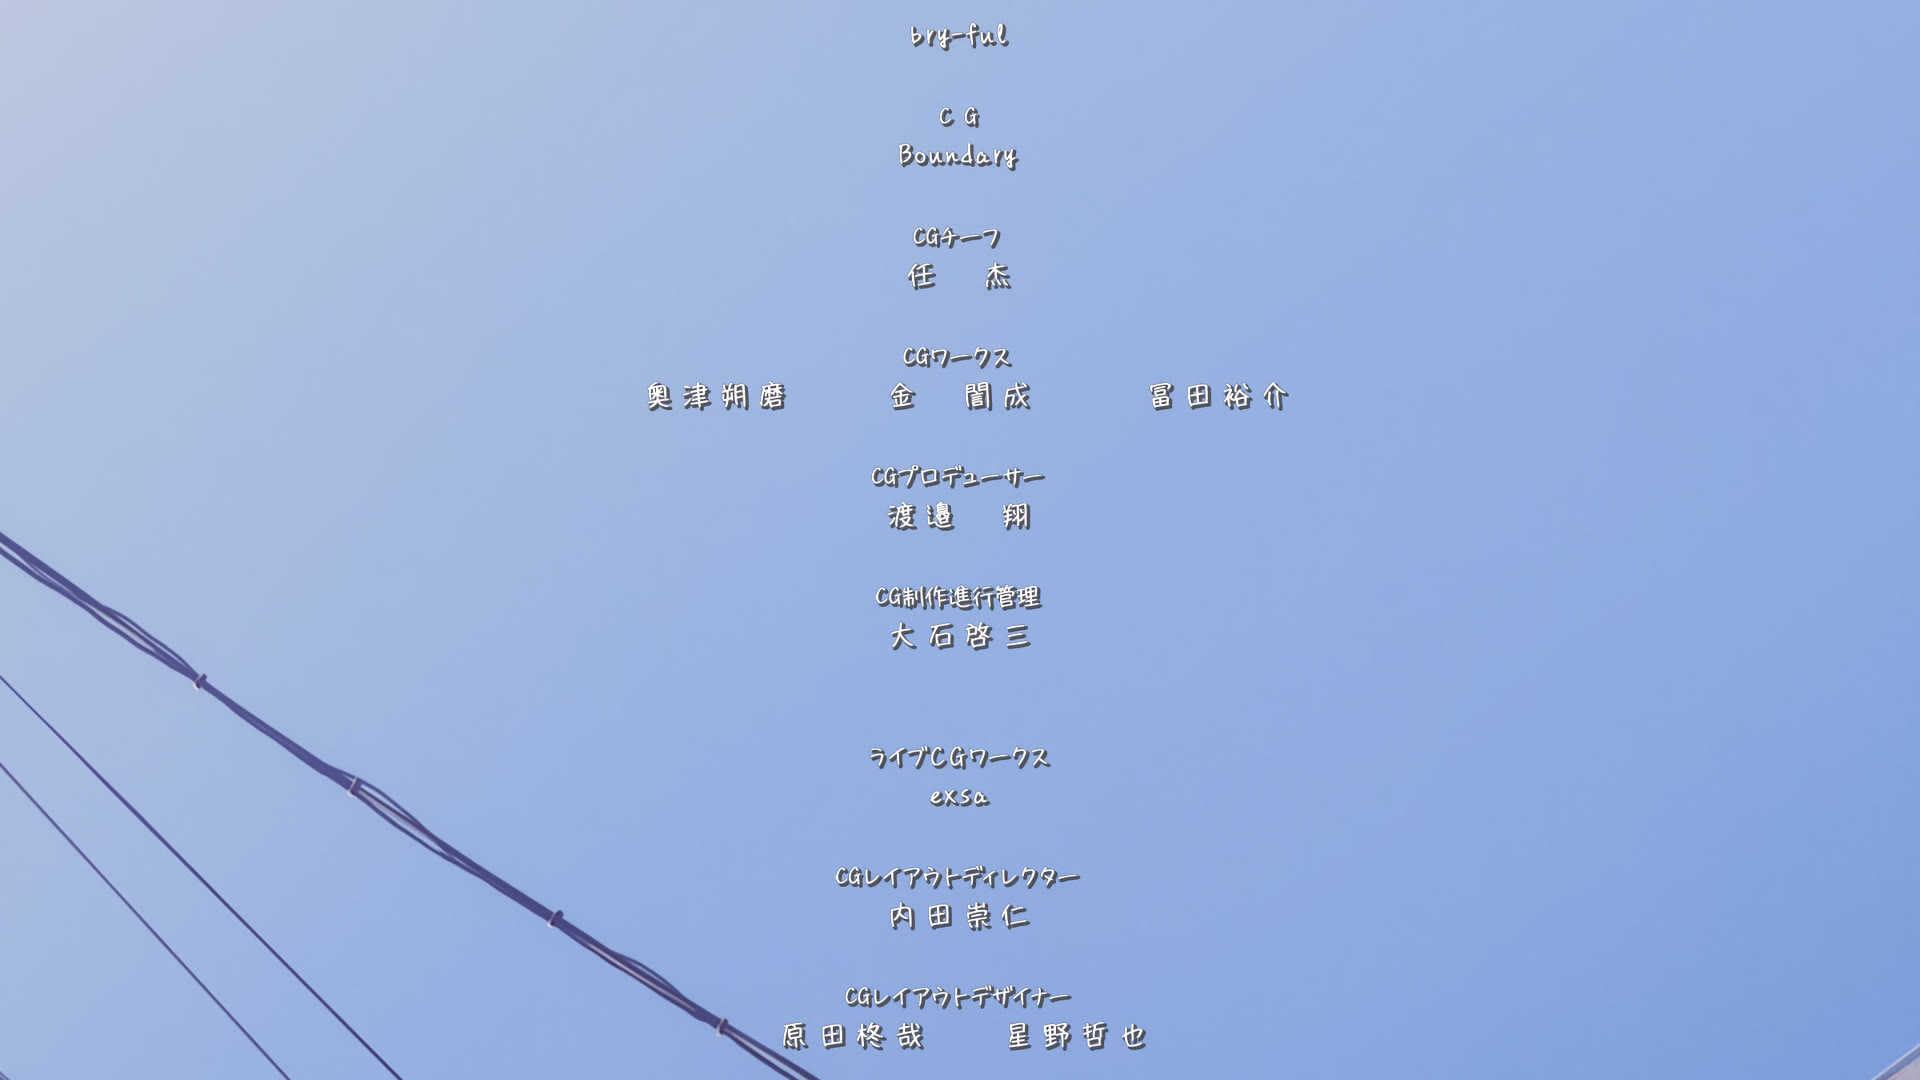 bry-ful
CG
Boundary
CGチーフ
任 杰
CGワークス
奥津朔磨 金 誾成 冨田裕介
CGプロデューサー
渡邉 翔
CG制作進行管理
大石啓三
ライブCGワークス
exsa
CGレイアウトディレクター
内田崇仁
CGレイアウトデザイナー
原田柊哉 星野哲也